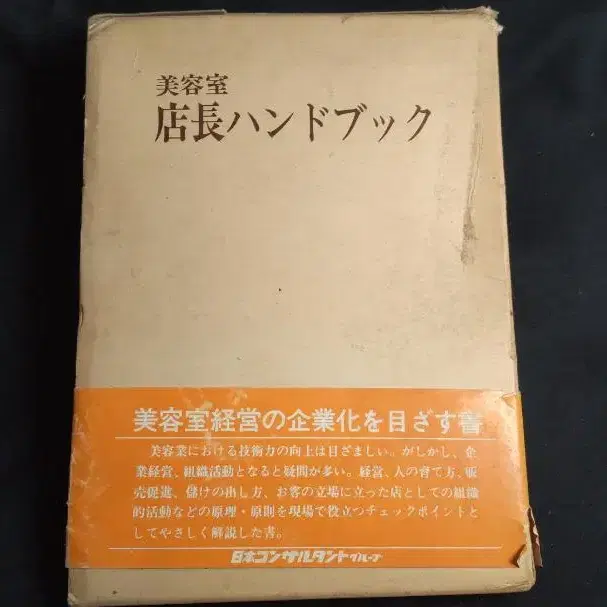 美容室
店長ハンドブック
美容室経営の企業化を目ざす書
美容業における技術力の向上は目ざましい。がしかし、企
業経営、組織活動となると疑問が多い。経営、人の育て方、販
売促進、儲けの出し方、お客の立場に立った店としての組織
的活動などの原理・原則を現場で役立つチェックポイントと
してやさしく解説した書。
日本コンサルタントグループ